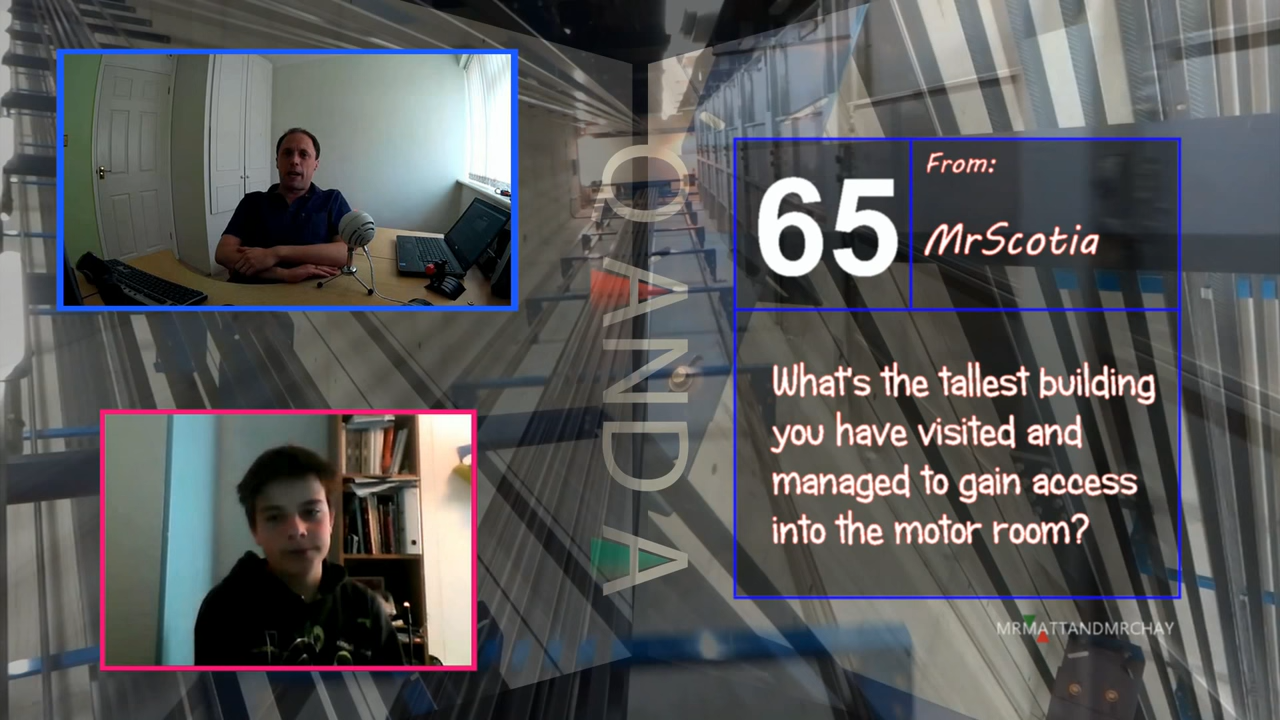 Q AND A
65
From:
MrScotia
What's the tallest building
you have visited and
managed to gain access
into the motor room?
MRMATTANDMRCHAY